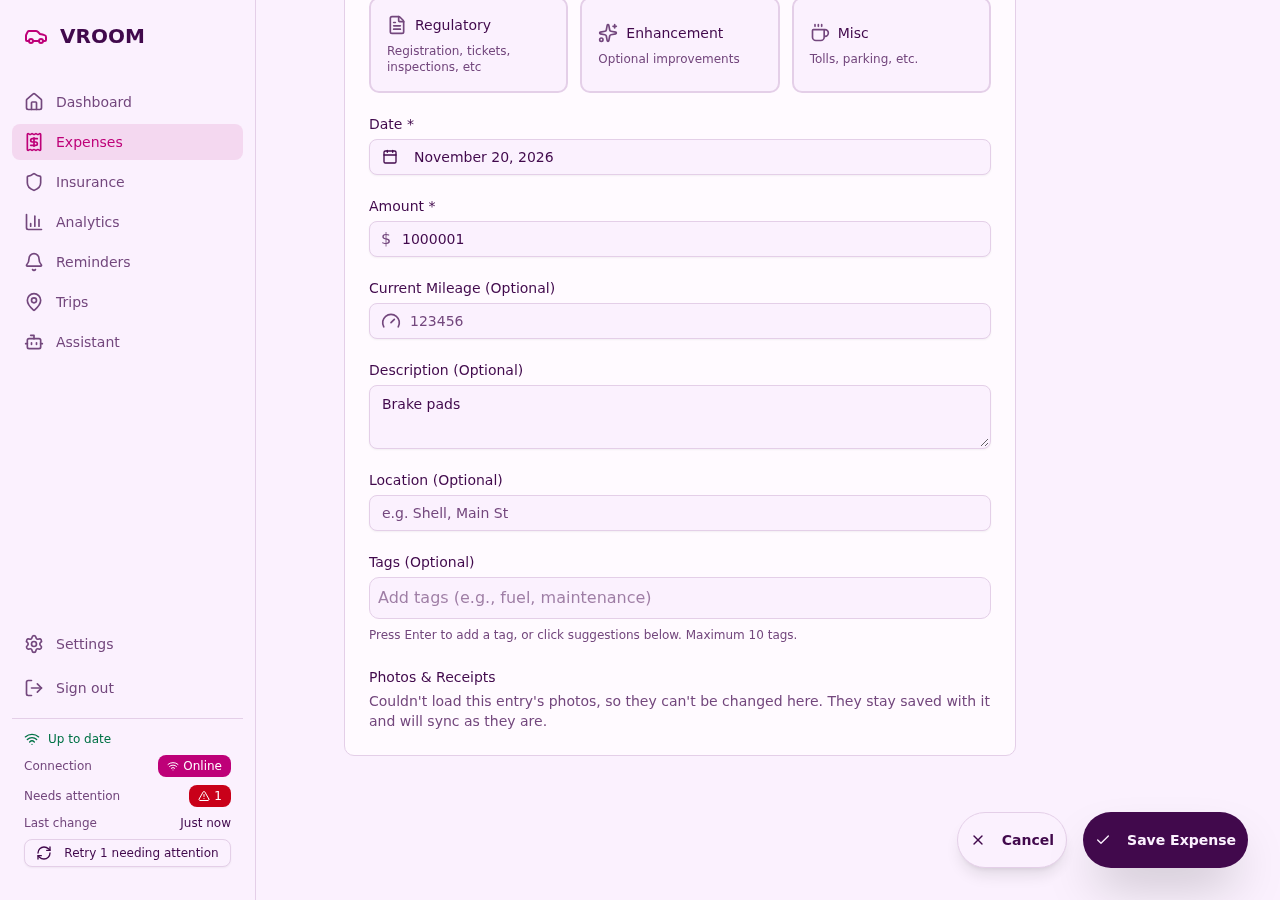 VROOM
Dashboard
Expenses
Insurance
Analytics
Reminders
Trips
Assistant
Settings
Sign out
Up to date
Connection
Online
Needs attention
1
Last change
Just now
Retry 1 needing attention
Regulatory
Registration, tickets,
inspections, etc
Enhancement
Optional improvements
Misc
Tolls, parking, etc.
Date *
November 20, 2026
Amount *
$ 1000001
Current Mileage (Optional)
123456
Description (Optional)
Brake pads
Location (Optional)
e.g. Shell, Main St
Tags (Optional)
Add tags (e.g., fuel, maintenance)
Press Enter to add a tag, or click suggestions below. Maximum 10 tags.
Photos & Receipts
Couldn't load this entry's photos, so they can't be changed here. They stay saved with it
and will sync as they are.
Cancel
Save Expense